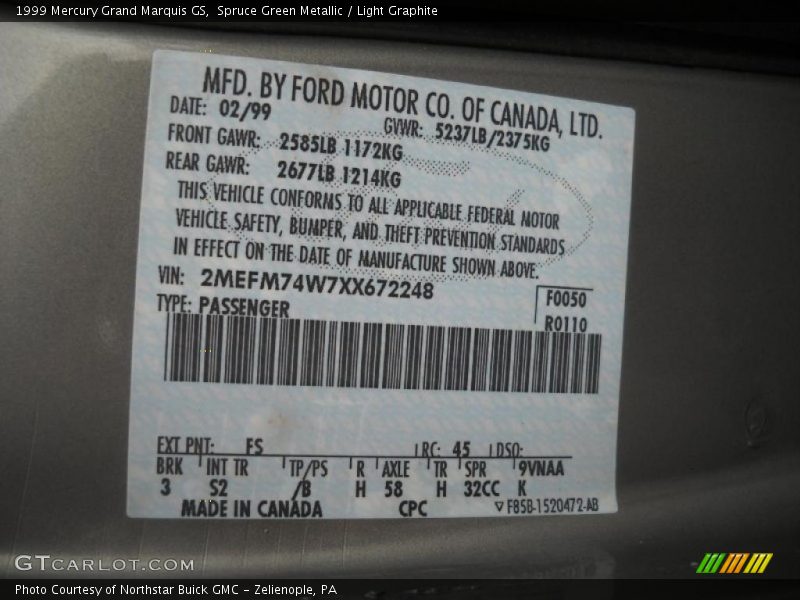 1999 Mercury Grand Marquis GS, Spruce Green Metallic / Light Graphite
MFD. BY FORD MOTOR CO. OF CANADA, LTD.
DATE: 02/99 GVWR: 5237LB/2375KG
FRONT GAWR: 2585LB 1172KG
REAR GAWR: 2677LB 1214KG
THIS VEHICLE CONFORMS TO ALL APPLICABLE FEDERAL MOTOR
VEHICLE SAFETY, BUMPER, AND THEFT PREVENTION STANDARDS
IN EFFECT ON THE DATE OF MANUFACTURE SHOWN ABOVE.
VIN: 2MEFM74W7XX672248 F0050
TYPE: PASSENGER R0110
EXT PNT: FS RC: 45 DSO:
BRK INT TR TP/PS R AXLE TR SPR 9VNAA
3 S2 /B H 58 H 32CC K
MADE IN CANADA CPC ▽ F85B-1520472-AB
GTCARLOT.COM
Photo Courtesy of Northstar Buick GMC - Zelienople, PA